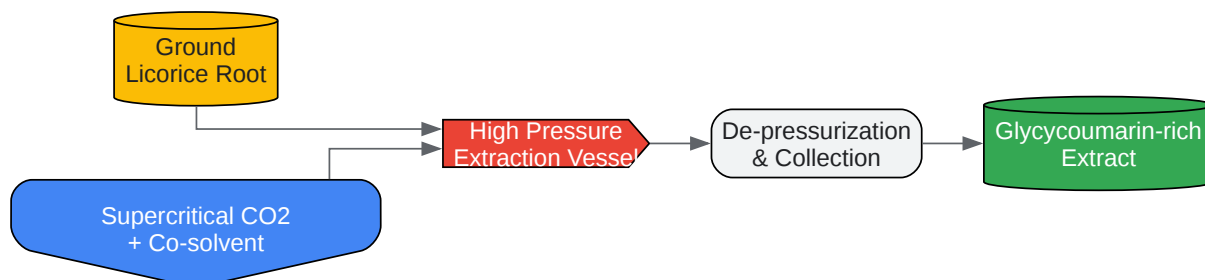 Ground
Licorice Root
Supercritical CO2
+ Co-solvent
High Pressure
Extraction Vessel
De-pressurization
& Collection
Glycycoumarin-rich
Extract